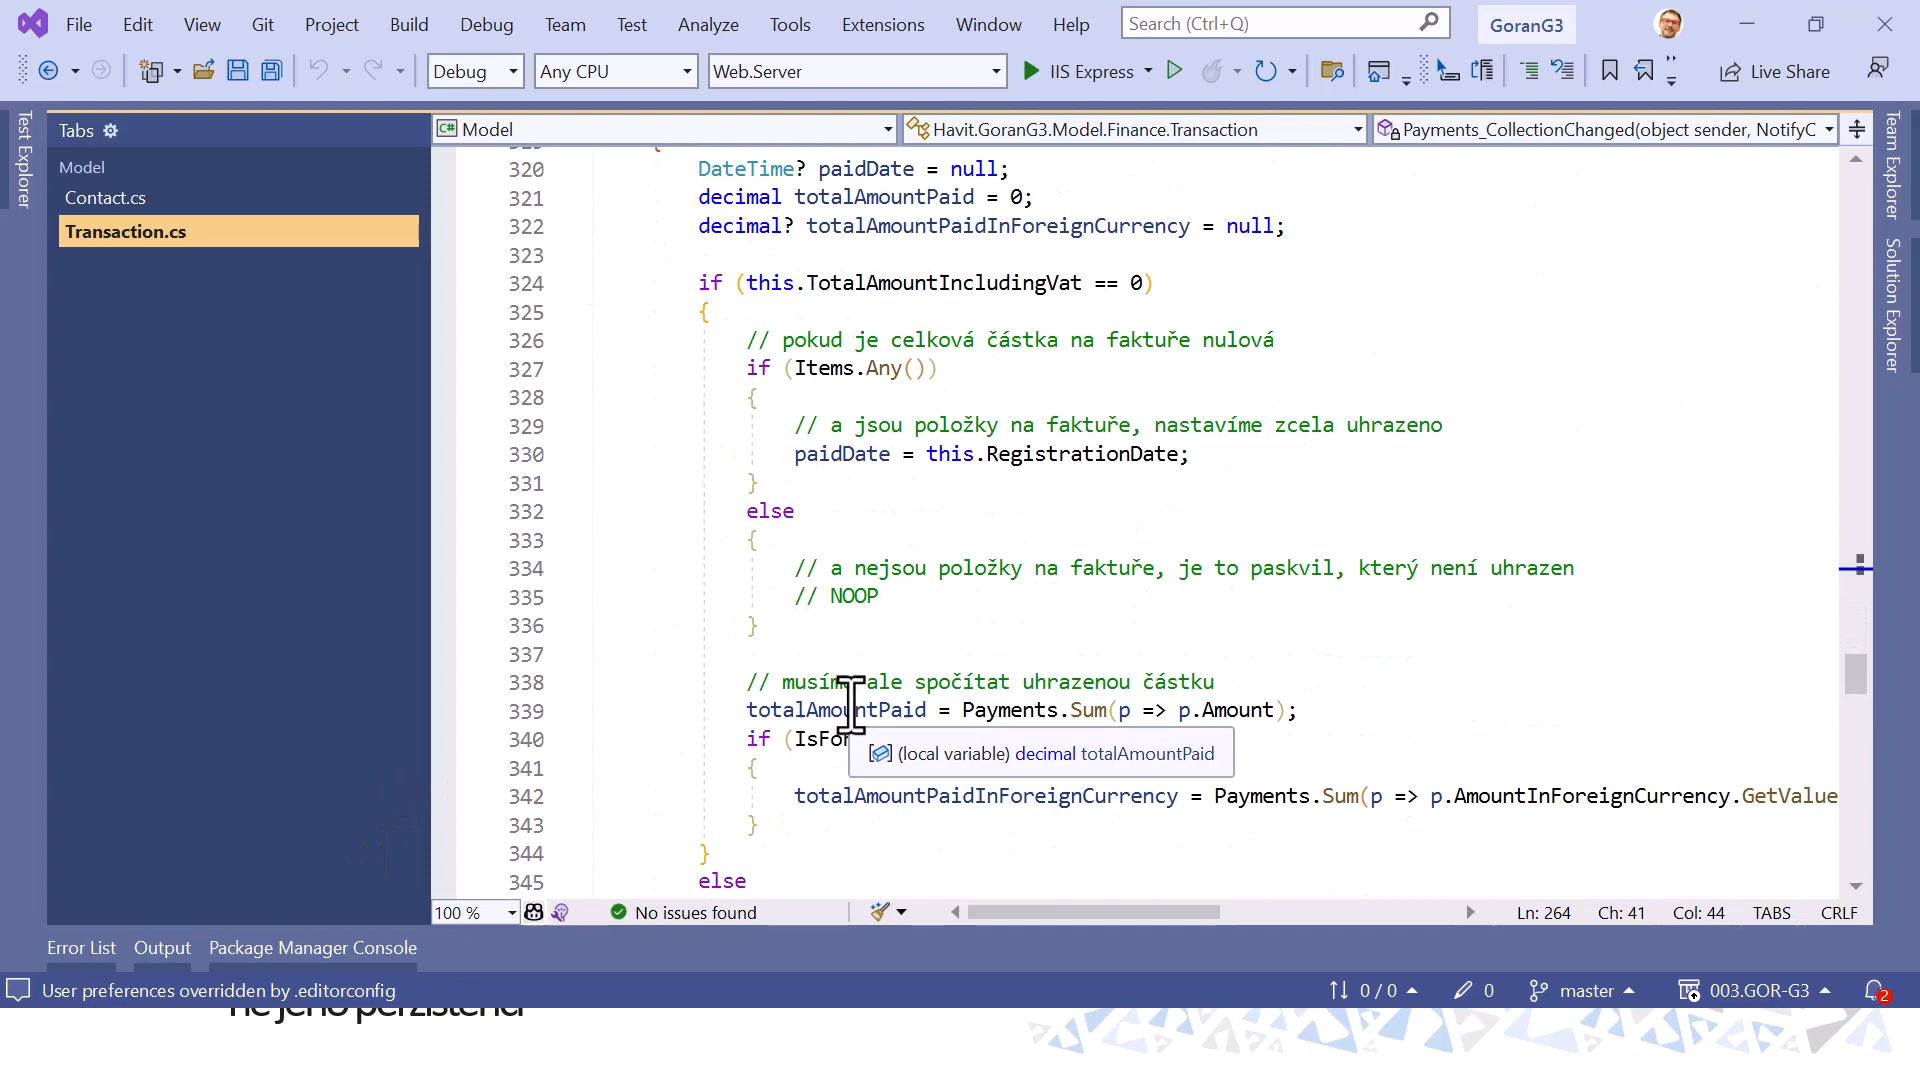 File Edit View Git Project Build Debug Team Test Analyze Tools Extensions Window Help Search (Ctrl+Q) GoranG3
Debug Any CPU Web.Server IIS Express Live Share
Test Explorer
Tabs
Model
Contact.cs
Transaction.cs
Model Havit.GoranG3.Model.Finance.Transaction Payments_CollectionChanged(object sender, NotifyC
320 DateTime? paidDate = null;
321 decimal totalAmountPaid = 0;
322 decimal? totalAmountPaidInForeignCurrency = null;
323
324 if (this.TotalAmountIncludingVat == 0)
325 {
326 // pokud je celková částka na faktuře nulová
327 if (Items.Any())
328 {
329 // a jsou položky na faktuře, nastavíme zcela uhrazeno
330 paidDate = this.RegistrationDate;
331 }
332 else
333 {
334 // a nejsou položky na faktuře, je to paskvil, který není uhrazen
335 // NOOP
336 }
337
338 // musíme ale spočítat uhrazenou částku
339 totalAmountPaid = Payments.Sum(p => p.Amount);
340 if (IsFor
(local variable) decimal totalAmountPaid
341 {
342 totalAmountPaidInForeignCurrency = Payments.Sum(p => p.AmountInForeignCurrency.GetValue
343 }
344 }
345 else
Team Explorer
Solution Explorer
100 % No issues found Ln: 264 Ch: 41 Col: 44 TABS CRLF
Error List Output Package Manager Console
User preferences overridden by .editorconfig 0 / 0 0 master 003.GOR-G3 2